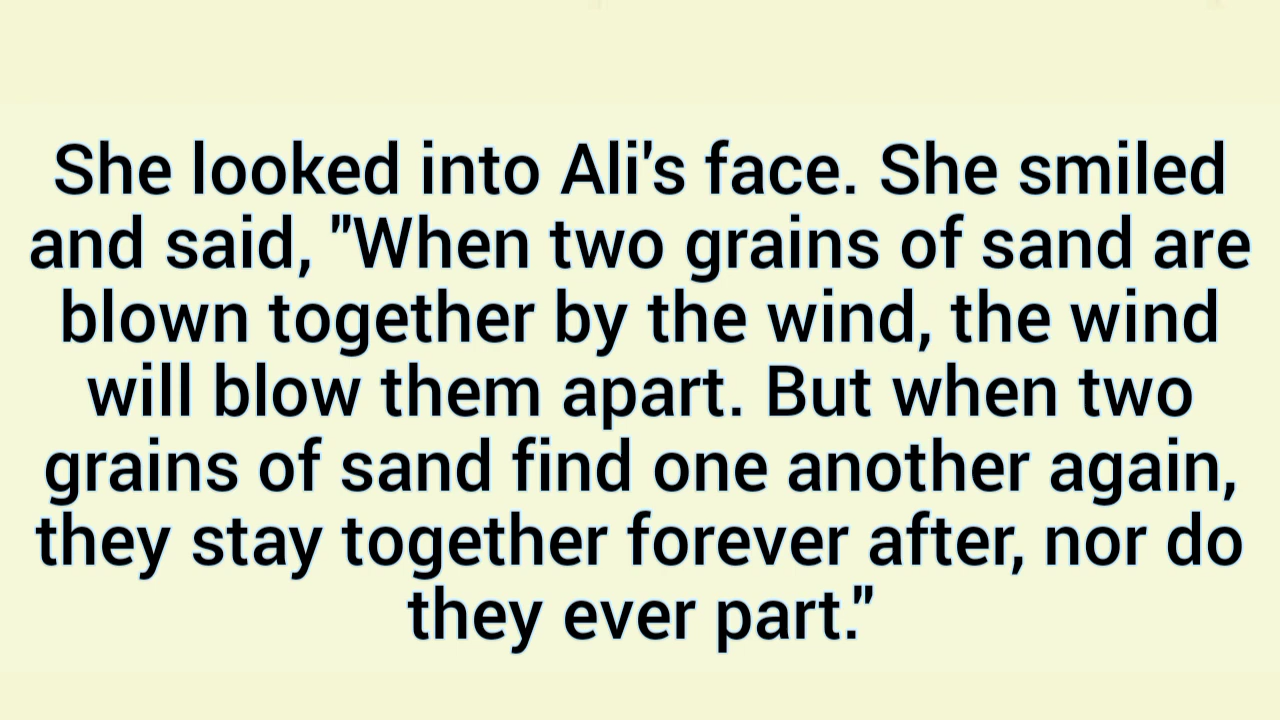 She looked into Ali's face. She smiled
and said, "When two grains of sand are
blown together by the wind, the wind
will blow them apart. But when two
grains of sand find one another again,
they stay together forever after, nor do
they ever part."